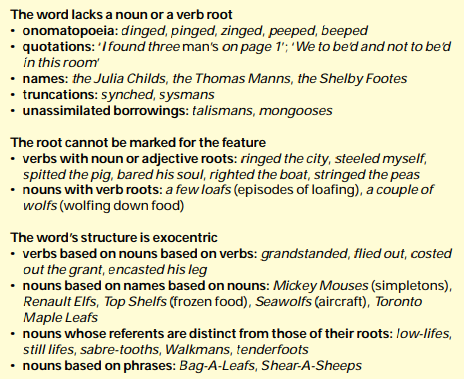 The word lacks a noun or a verb root
• onomatopoeia: dinged, pinged, zinged, peeped, beeped
• quotations: ‘I found three man’s on page 1’; ‘We to be’d and not to be’d
in this room’
• names: the Julia Childs, the Thomas Manns, the Shelby Footes
• truncations: synched, sysmans
• unassimilated borrowings: talismans, mongooses
The root cannot be marked for the feature
• verbs with noun or adjective roots: ringed the city, steeled myself,
spitted the pig, bared his soul, righted the boat, stringed the peas
• nouns with verb roots: a few loafs (episodes of loafing), a couple of
wolfs (wolfing down food)
The word’s structure is exocentric
• verbs based on nouns based on verbs: grandstanded, flied out, costed
out the grant, encasted his leg
• nouns based on names based on nouns: Mickey Mouses (simpletons),
Renault Elfs, Top Shelfs (frozen food), Seawolfs (aircraft), Toronto
Maple Leafs
• nouns whose referents are distinct from those of their roots: low-lifes,
still lifes, sabre-tooths, Walkmans, tenderfoots
• nouns based on phrases: Bag-A-Leafs, Shear-A-Sheeps